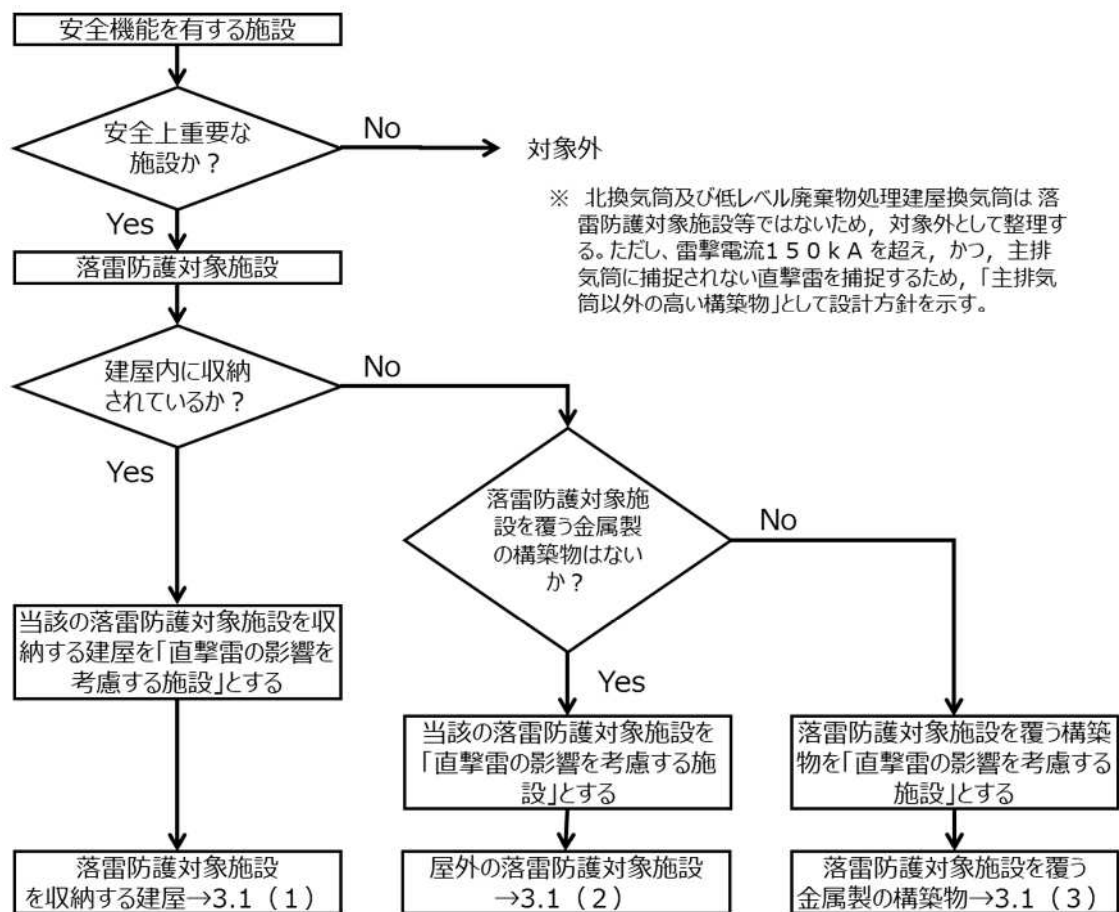 安全機能を有する施設
安全上重要な
施設か？
No
対象外
Yes
※ 北換気筒及び低レベル廃棄物処理建屋換気筒は 落
雷防護対象施設等ではないため，対象外として整理す
る。ただし、雷撃電流１５０ｋＡ を超え，かつ，主排
気筒に捕捉されない直撃雷を捕捉するため，「主排気
筒以外の高い構築物」として設計方針を示す。
落雷防護対象施設
建屋内に収納
されているか？
No
Yes
落雷防護対象施
設を覆う金属製
の構築物はない
か？
No
Yes
当該の落雷防護対象施設を収
納する建屋を「直撃雷の影響を
考慮する施設」とする
当該の落雷防護対象施設を
「直撃雷の影響を考慮する施
設」とする
落雷防護対象施設を覆う構築
物を「直撃雷の影響を考慮する
施設」とする
落雷防護対象施設
を収納する建屋→3.1（1）
屋外の落雷防護対象施設
→3.1（2）
落雷防護対象施設を覆う
金属製の構築物→3.1（3）